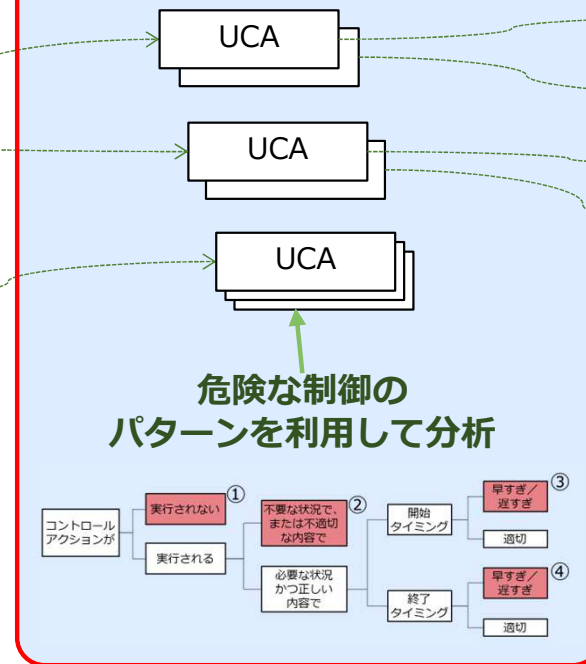 UCA
UCA
UCA
危険な制御の
パターンを利用して分析
コントロール
アクションが
実行されない
①
実行される
不要な状況で、
または不適切
な内容で
②
必要な状況
かつ正しい
内容で
開始
タイミング
早すぎ/
遅すぎ
③
適切
終了
タイミング
早すぎ/
遅すぎ
④
適切